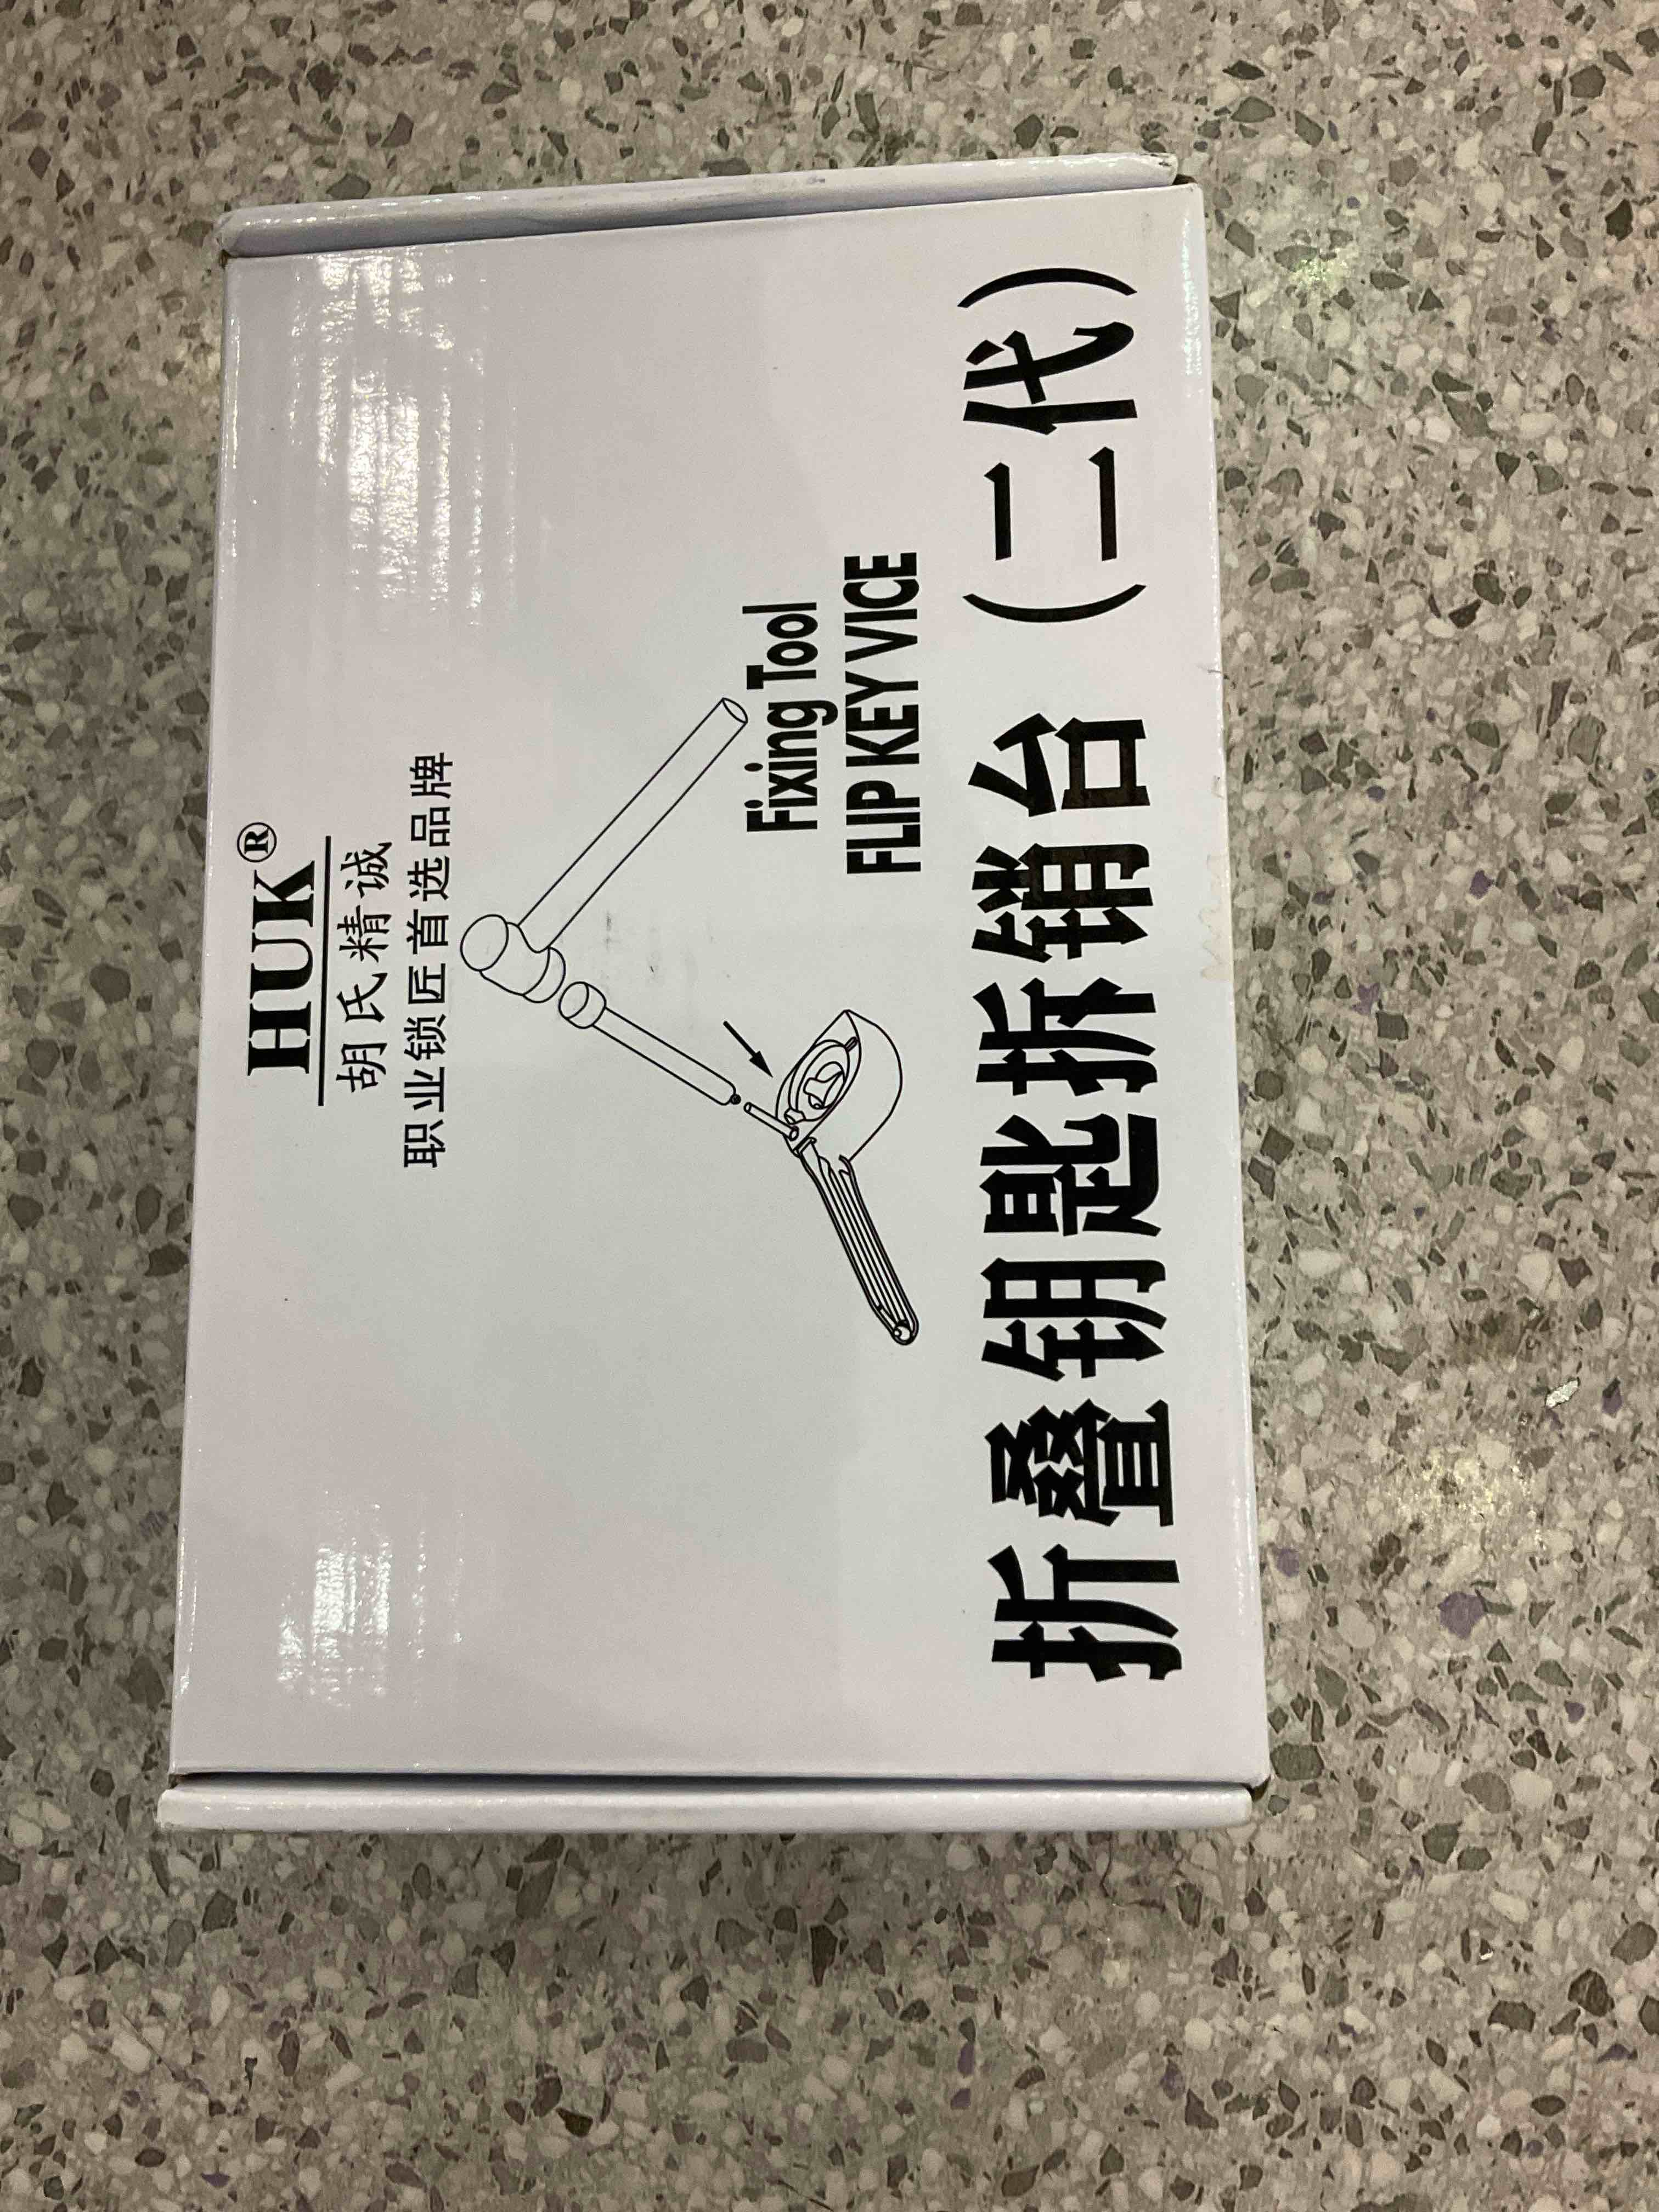 HUK®
胡氏精诚
职业锁匠首选品牌
Fixing Tool
FLIP KEY VICE
折叠钥匙拆销台（二代）